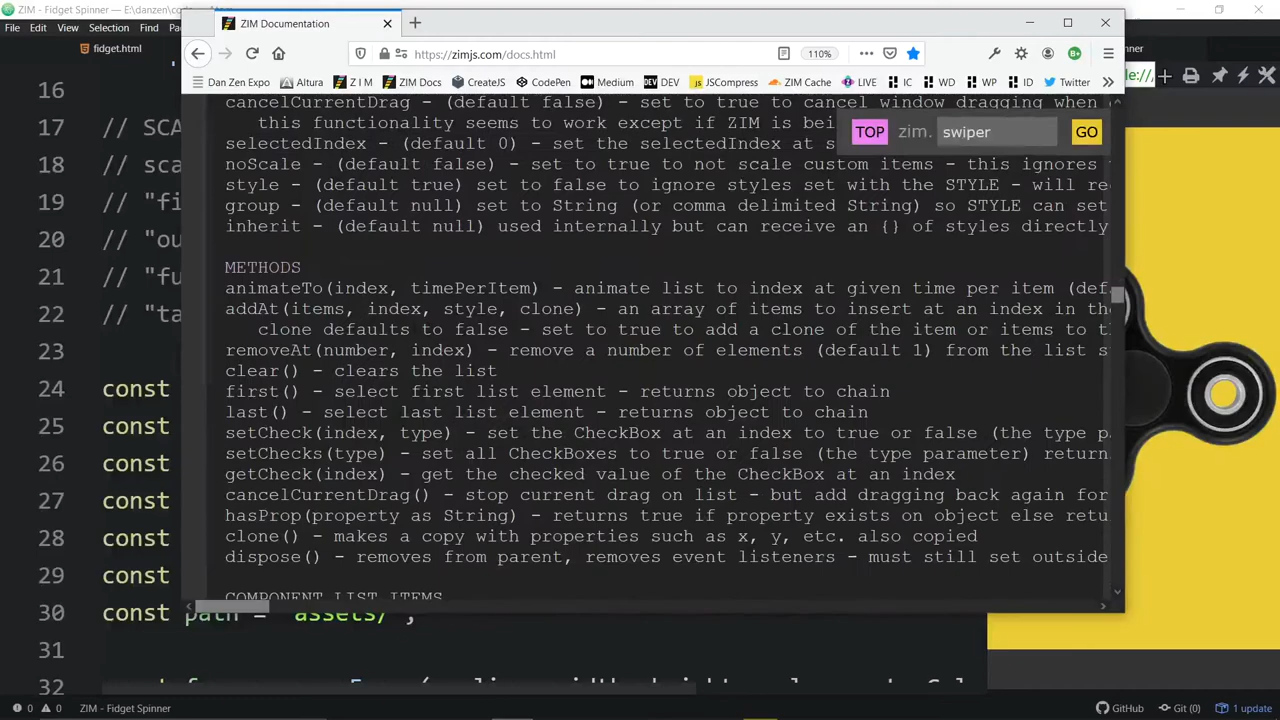 ZIM - Fidget Spinner — E:\danzen\co
ZIM Documentation
File Edit View Selection Find
https://zimjs.com/docs.html
110%
fidget.html
Dan Zen Expo Altura Z I M ZIM D CreateJS CodePen Medium DEV JSCompress ZIM Cache LIVE IC WD WP ID Twitter
TOP zim. swiper GO
cancelCurrentDrag - (default false) - set to true to cancel window dragging when
this functionality seems to work except if ZIM is bei
selectedIndex - (default 0) - set the selectedIndex at s
noScale - (default false) - set to true to not scale custom items - this ignores
style - (default true) set to false to ignore styles set with the STYLE - will re
group - (default null) set to String (or comma delimited String) so STYLE can set
inherit - (default null) used internally but can receive an {} of styles directly
METHODS
animateTo(index, timePerItem) - animate list to index at given time per item (def
addAt(items, index, style, clone) - an array of items to insert at an index in th
clone defaults to false - set to true to add a clone of the item or items to t
removeAt(number, index) - remove a number of elements (default 1) from the list s
clear() - clears the list
first() - select first list element - returns object to chain
last() - select last list element - returns object to chain
setCheck(index, type) - set the CheckBox at an index to true or false (the type p
setChecks(type) - set all CheckBoxes to true or false (the type parameter) return
getCheck(index) - get the checked value of the CheckBox at an index
cancelCurrentDrag() - stop current drag on list - but add dragging back again for
hasProp(property as String) - returns true if property exists on object else retu
clone() - makes a copy with properties such as x, y, etc. also copied
dispose() - removes from parent, removes event listeners - must still set outside
COMPONENT LIST ITEMS
16
17 // SCA
18 // sca
19 // "fi
20 // "ou
21 // "fu
22 // "ta
23
24 const
25 const
26 const
27 const
28 const
29 const
30 const path = "assets/";
31
32
0 0 ZIM - Fidget Spinner
GitHub Git (0) 1 update